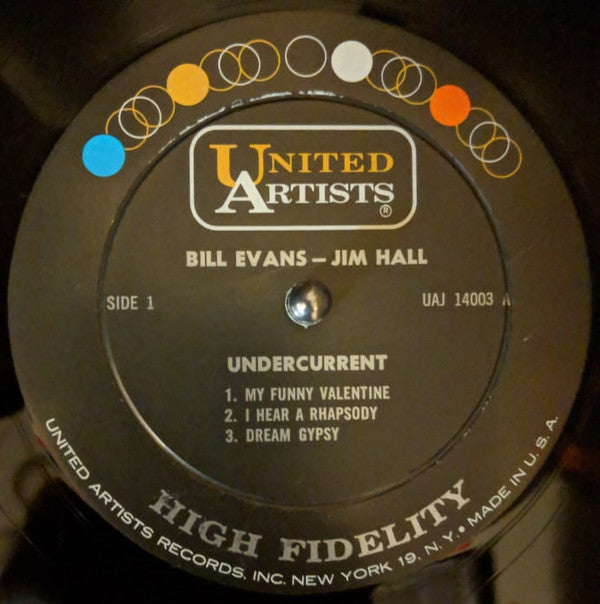 UNITED
ARTISTS®
BILL EVANS – JIM HALL
SIDE 1
UAJ 14003 A
UNDERCURRENT
1. MY FUNNY VALENTINE
2. I HEAR A RHAPSODY
3. DREAM GYPSY
HIGH FIDELITY
UNITED ARTISTS RECORDS, INC. NEW YORK 19, N.Y. • MADE IN U.S.A.